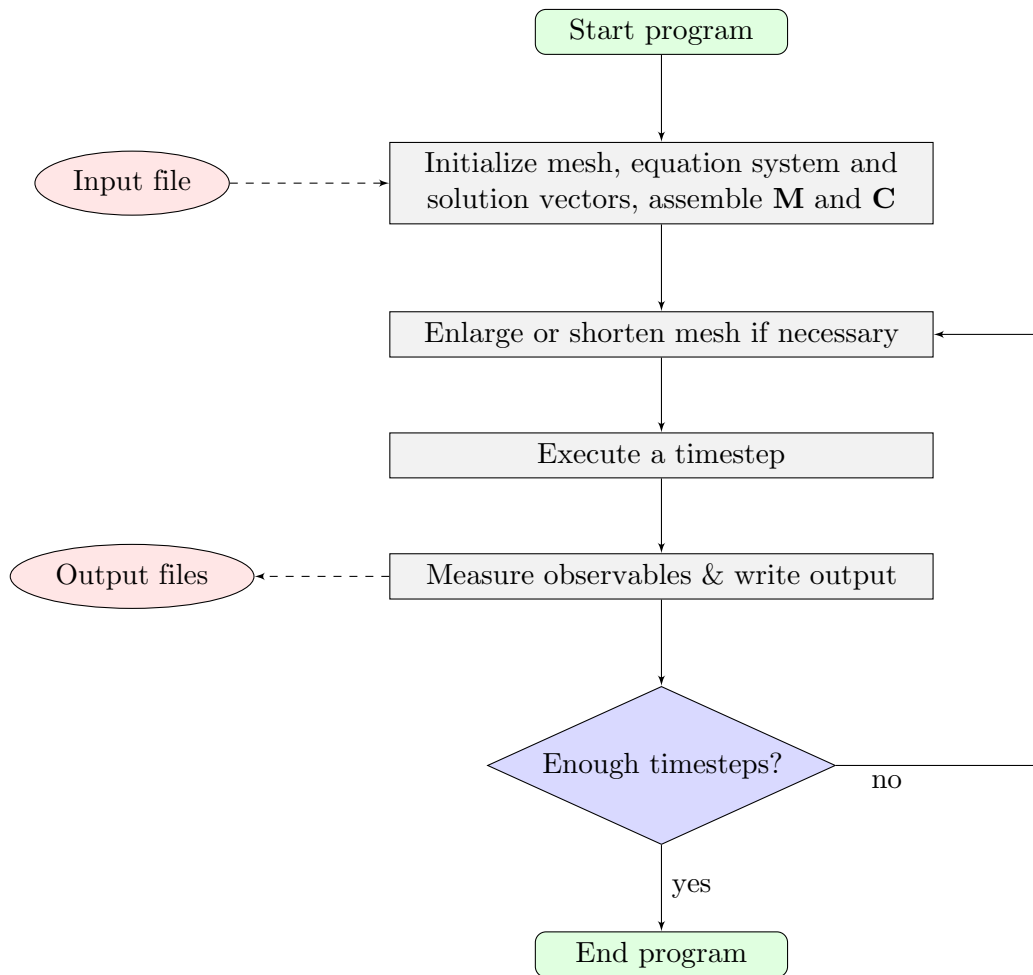 Start program
Input file
Initialize mesh, equation system and
solution vectors, assemble M and C
Enlarge or shorten mesh if necessary
Execute a timestep
Output files
Measure observables & write output
Enough timesteps?
no
yes
End program